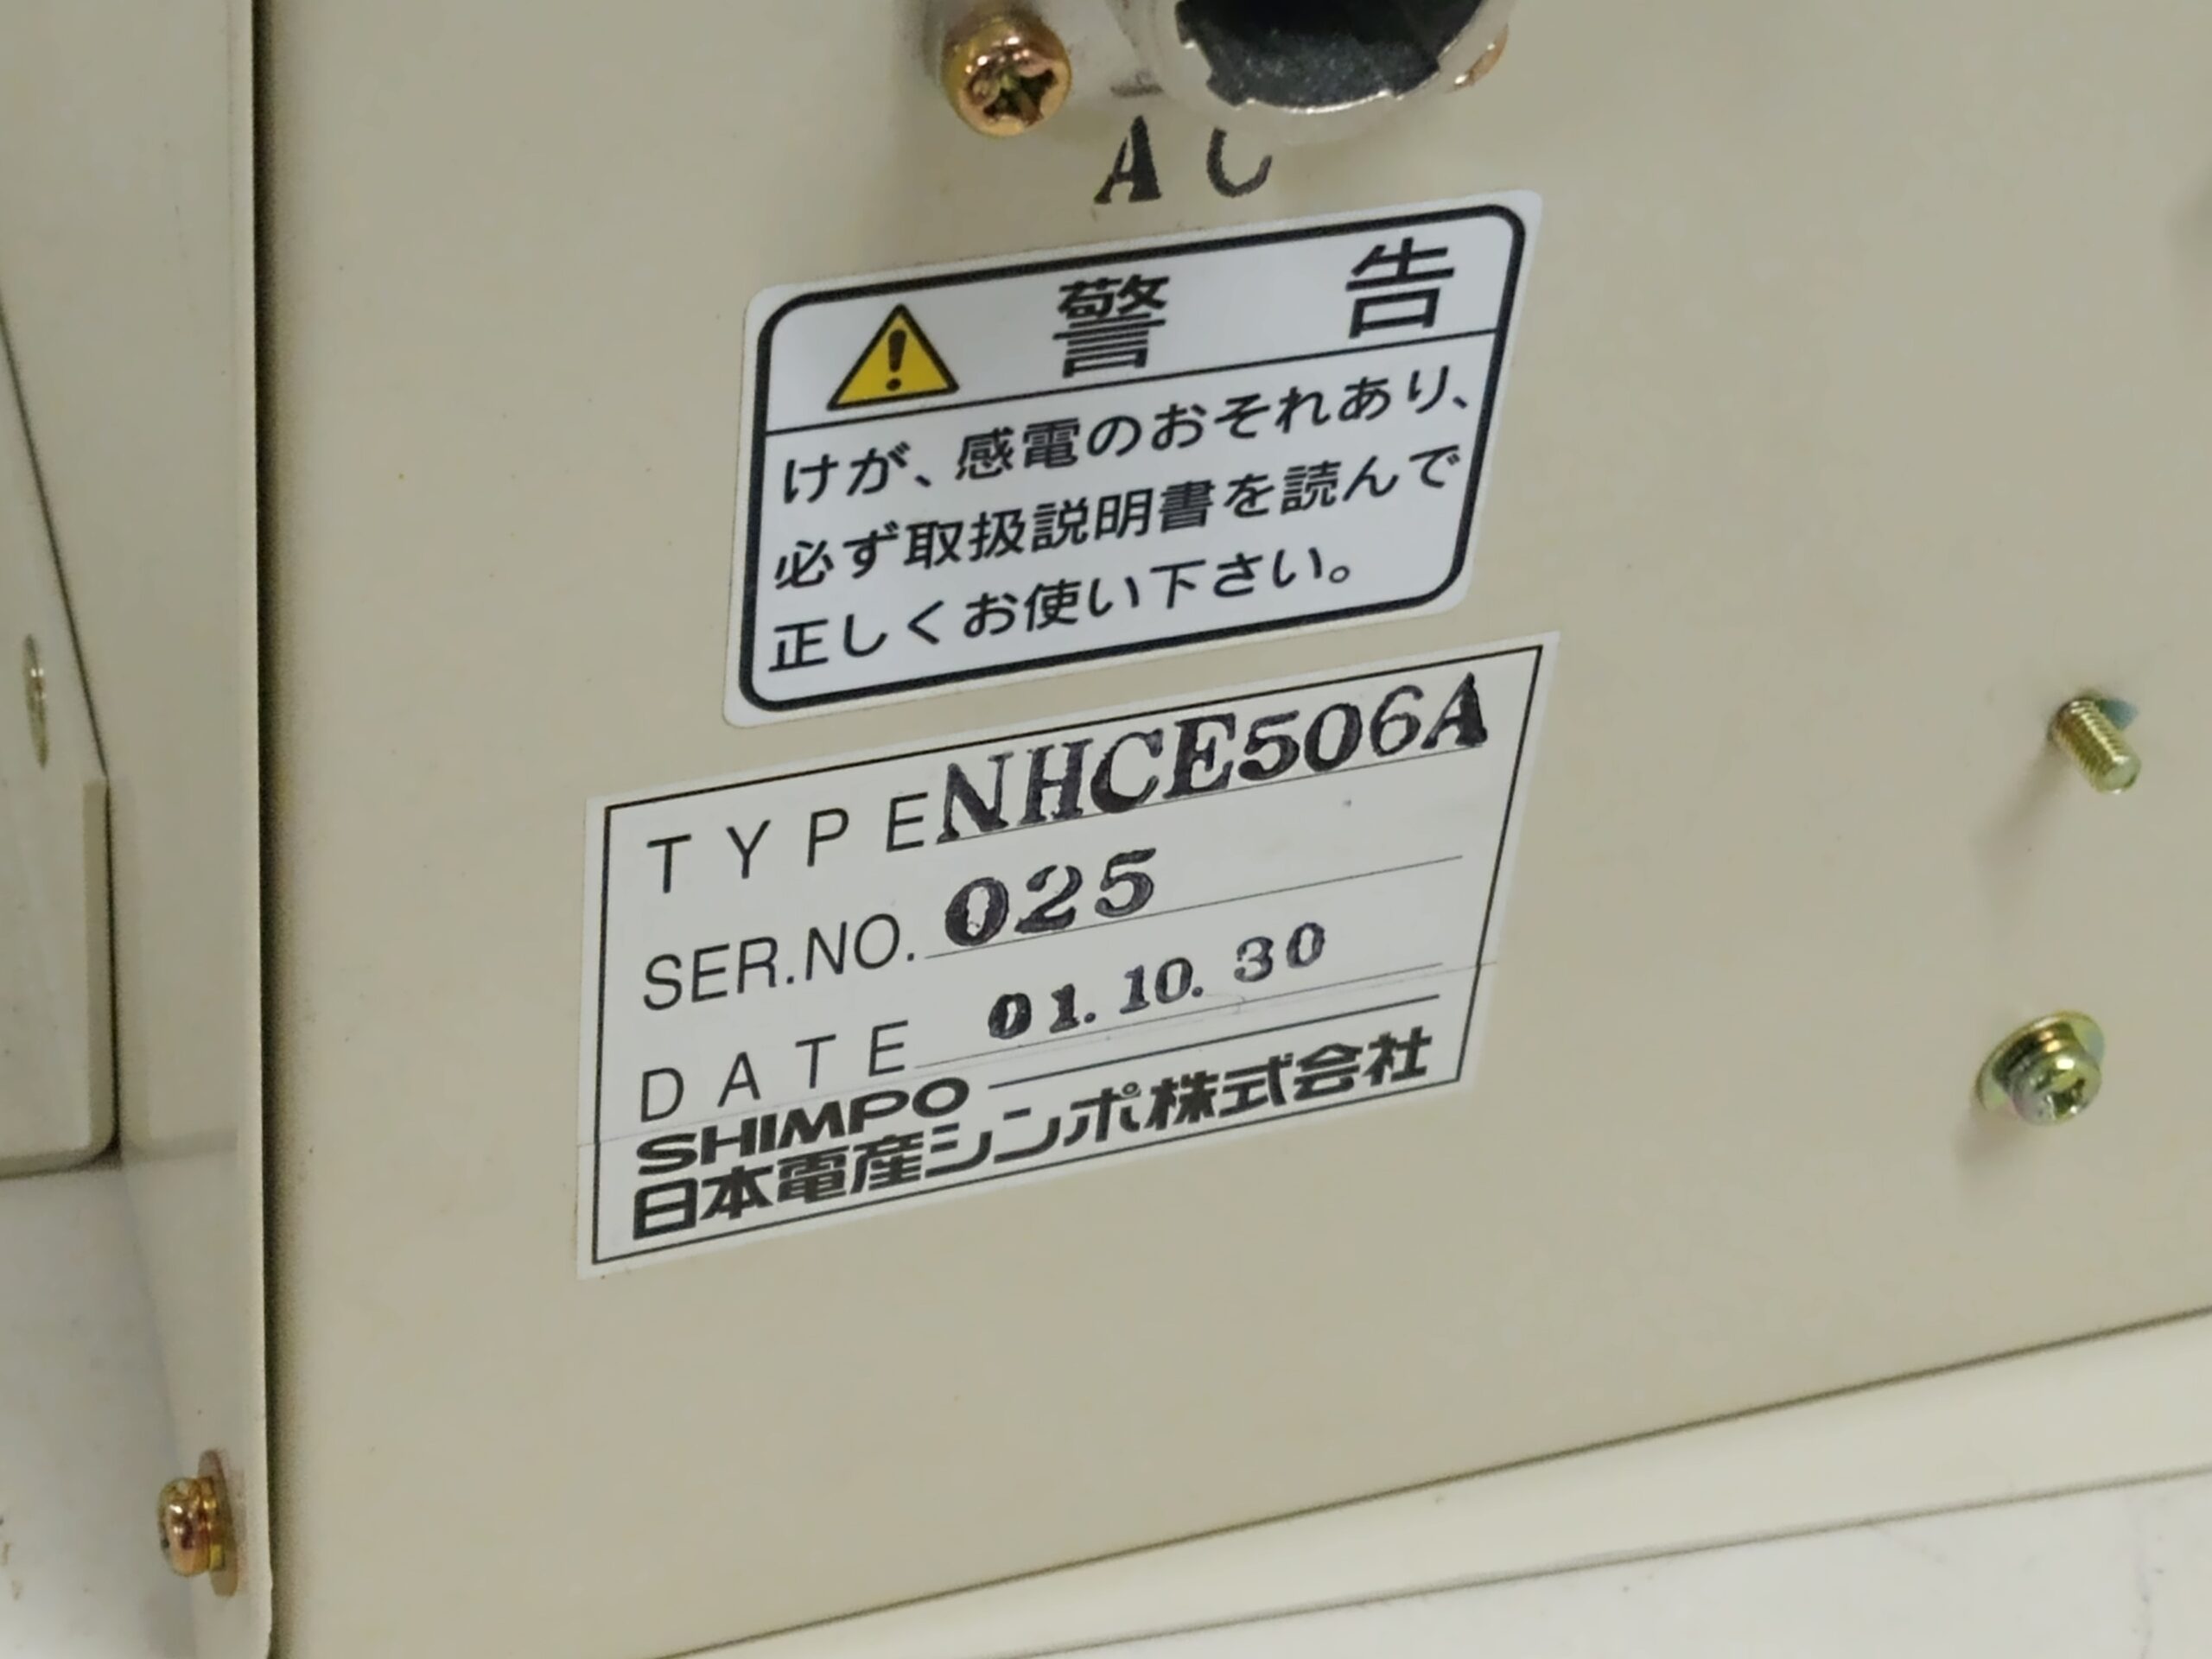 AC
警 告
けが、感電のおそれあり、
必ず取扱説明書を読んで
正しくお使い下さい。
TYPE NHCE506A
SER.NO. 025
DATE 01.10.30
SHIMPO
日本電産シンポ株式会社